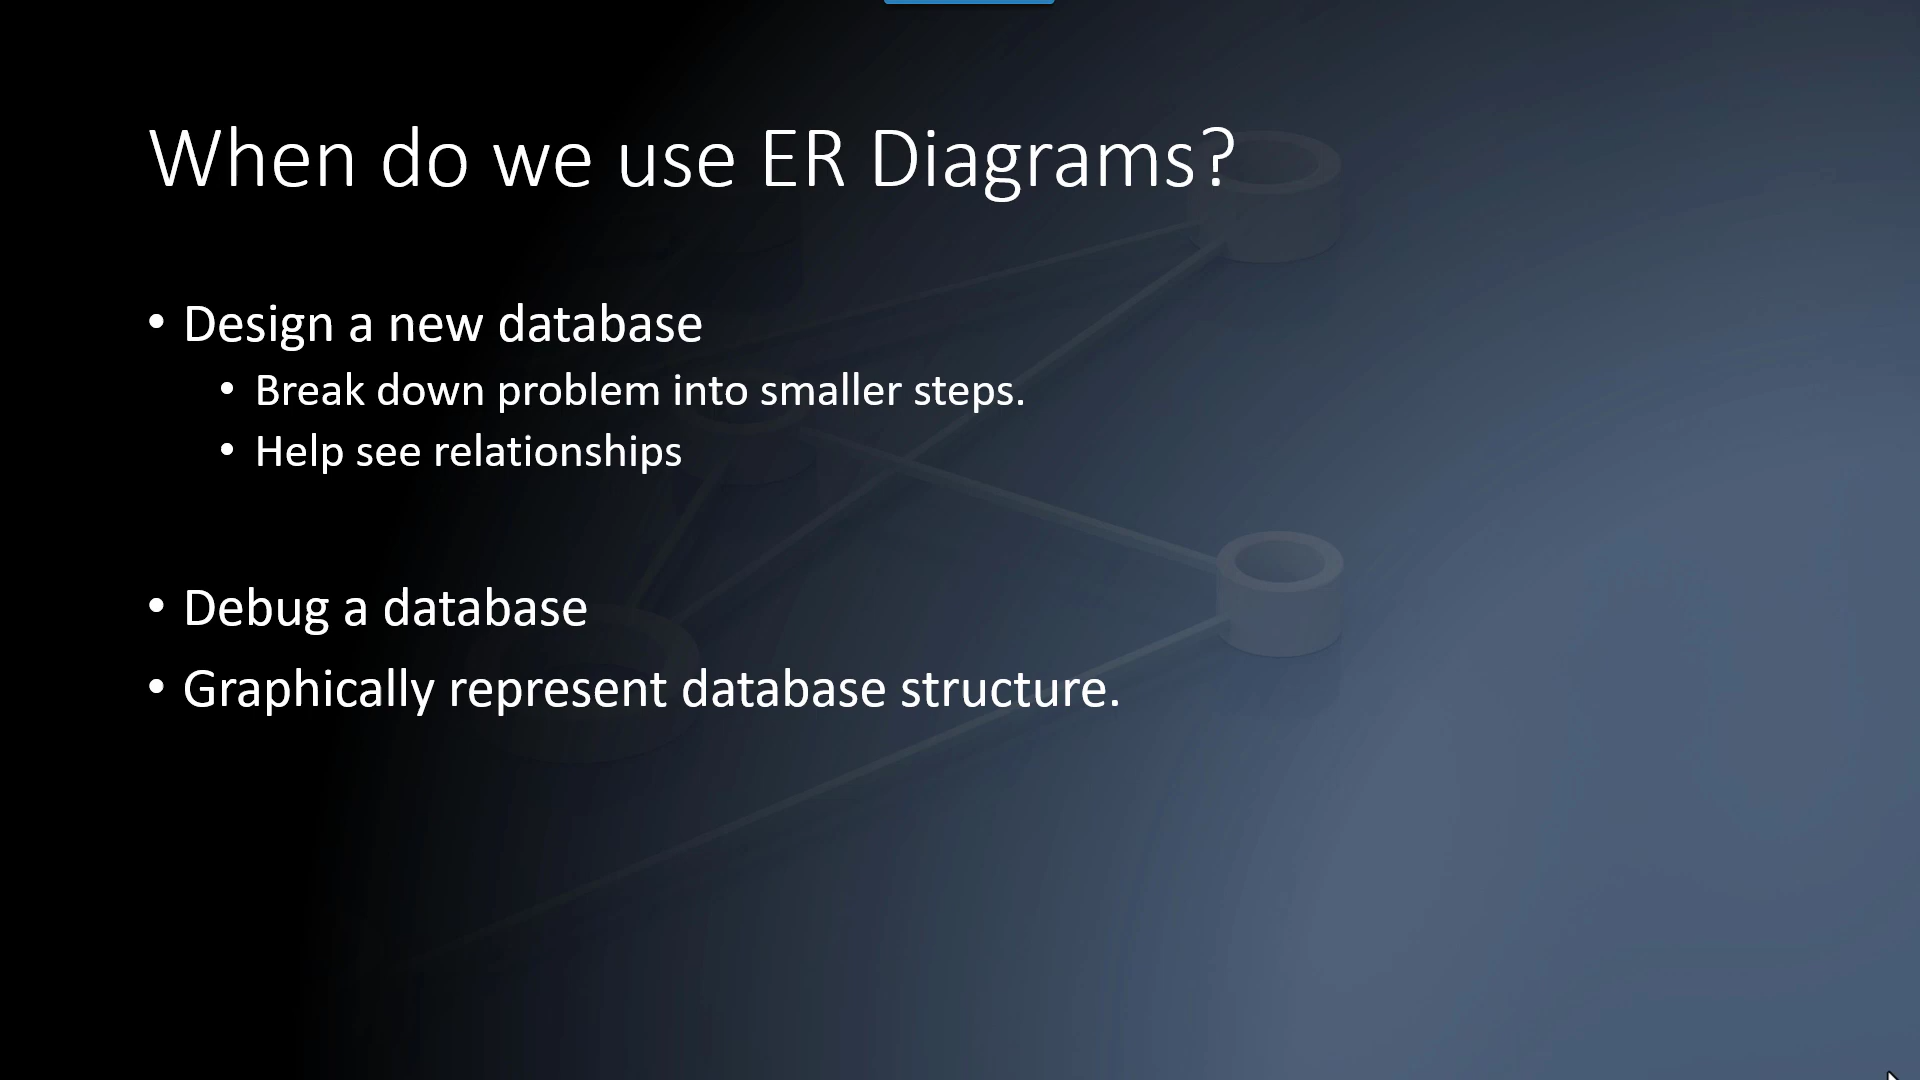 When do we use ER Diagrams?
• Design a new database
• Break down problem into smaller steps.
• Help see relationships
• Debug a database
• Graphically represent database structure.